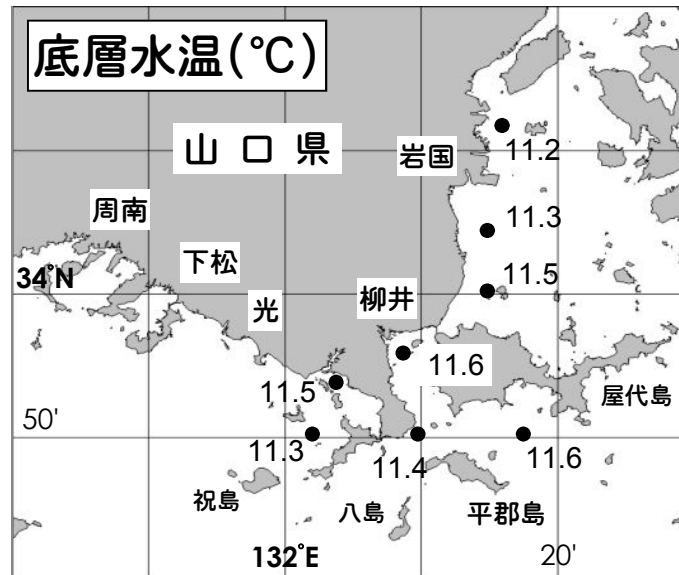 底層水温(℃)
山口県
岩国
11.2
周南
11.3
下松
34°N
11.5
光
柳井
11.6
11.5
屋代島
50'
11.3
11.4
11.6
祝島
八島
平郡島
132°E
20'